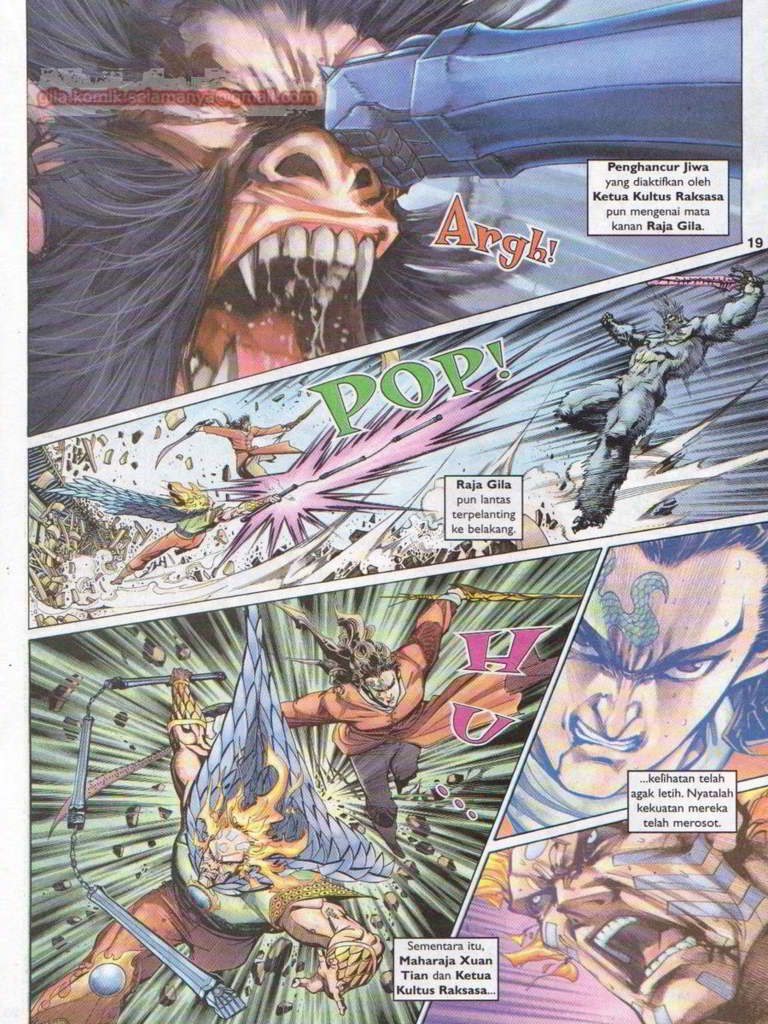 gila.komik.selamanya@gmail.com
Penghancur Jiwa
yang diaktifkan oleh
Ketua Kultus Raksasa
pun mengenai mata
kanan Raja Gila.
Argh!
19
POP!
Raja Gila
pun lantas
terpelanting
ke belakang.
HU...
...kelihatan telah
agak letih. Nyatalah
kekuatan mereka
telah merosot.
Sementara itu,
Maharaja Xuan
Tian dan Ketua
Kultus Raksasa...